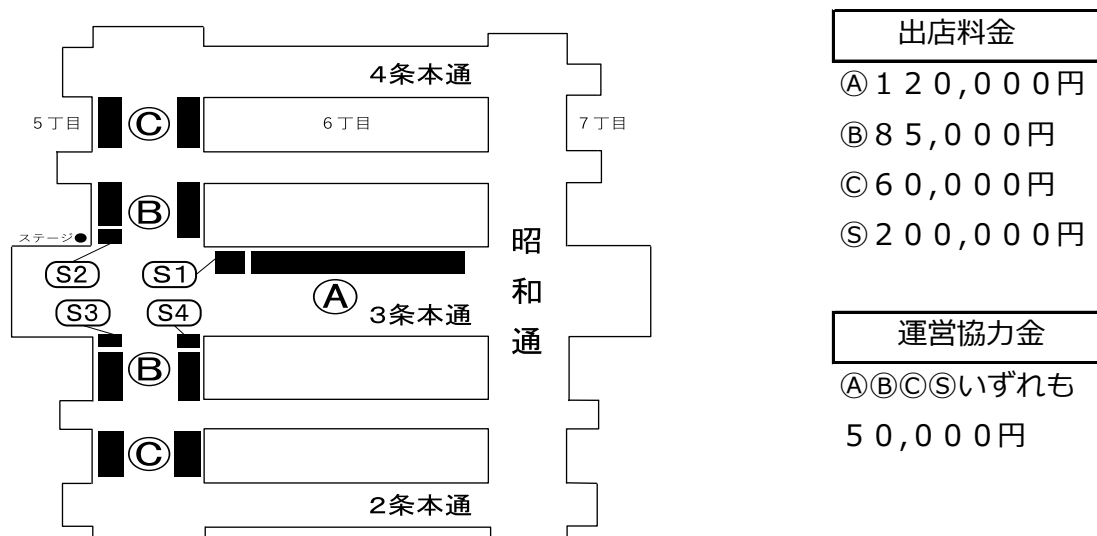 4条本通
5丁目
Ⓒ
6丁目
7丁目
Ⓑ
ステージ●
S2
S1
Ⓐ
昭和通
S3
S4
3条本通
Ⓑ
Ⓒ
2条本通
出店料金
Ⓐ120,000円
Ⓑ85,000円
Ⓒ60,000円
Ⓢ200,000円
運営協力金
ⒶⒷⒸⓈいずれも
50,000円